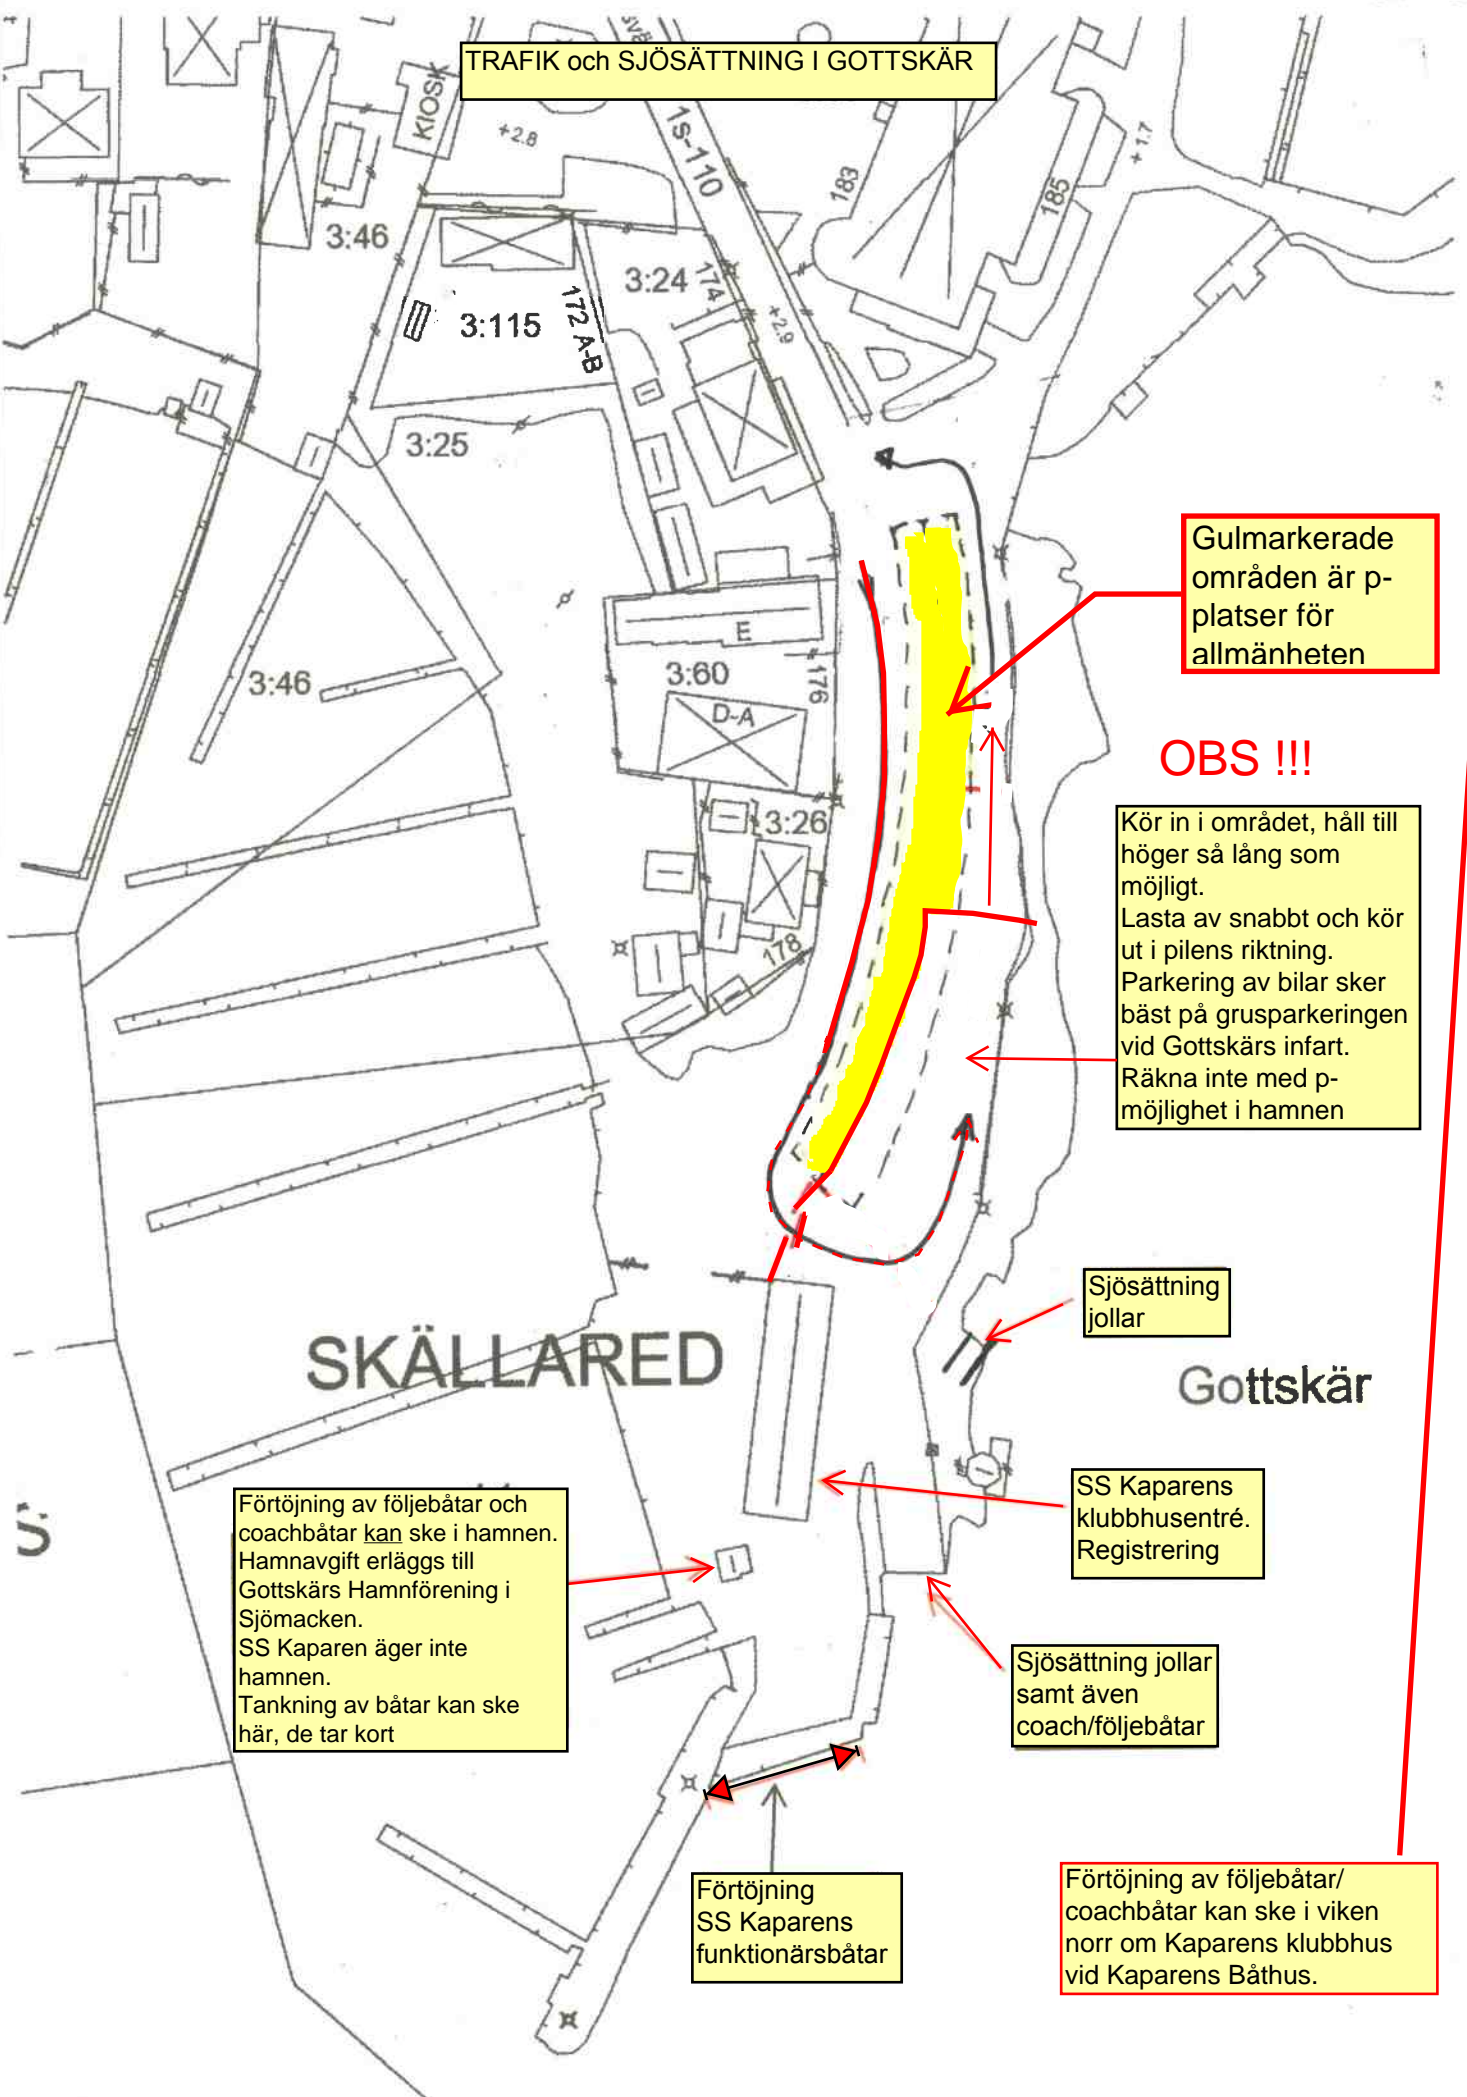 TRAFIK och SJÖSÄTTNING I GOTTSKÄR
KIOSK
+2.8
1s-110
183
185
+1.7
3:46
3:24
174
3:115
172 A-B
+2.9
3:25
Gulmarkerade
områden är p-
platser för
allmänheten
E
3:60
176
3:46
D-A
OBS !!!
3:26
Kör in i området, håll till
höger så lång som
möjligt.
Lasta av snabbt och kör
ut i pilens riktning.
Parkering av bilar sker
bäst på grusparkeringen
vid Gottskärs infart.
Räkna inte med p-
möjlighet i hamnen
178
Sjösättning
jollar
SKÄLLARED
Gottskär
SS Kaparens
klubbhusentré.
Registrering
Förtöjning av följebåtar och
coachbåtar kan ske i hamnen.
Hamnavgift erläggs till
Gottskärs Hamnförening i
Sjömacken.
SS Kaparen äger inte
hamnen.
Tankning av båtar kan ske
här, de tar kort
Sjösättning jollar
samt även
coach/följebåtar
Förtöjning
SS Kaparens
funktionärsbåtar
Förtöjning av följebåtar/
coachbåtar kan ske i viken
norr om Kaparens klubbhus
vid Kaparens Båthus.